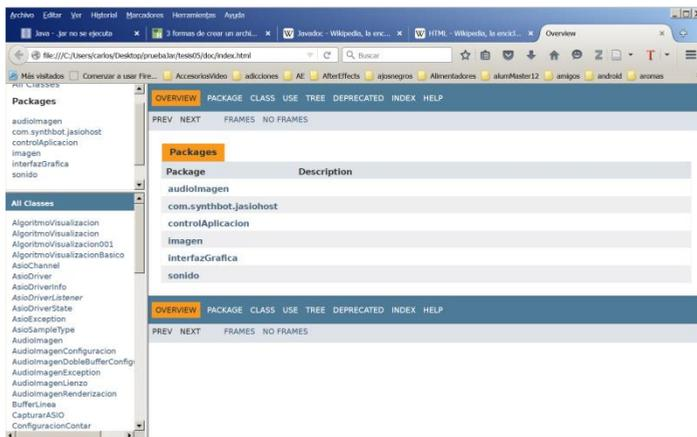 Archivo Editar Ver Historial Marcadores Herramientas Ayuda
Java - .jar no se ejecuta
3 formas de crear un archi...
Javadoc - Wikipedia, la enc...
HTML - Wikipedia, la encicl...
Overview
file:///C:/Users/carlos/Desktop/pruebaJar/tesis05/doc/index.html
Buscar
Más visitados Comenzar a usar Fire... AccesoriosVideo adicciones AE AfterEffects ajosnegros Alimentadores alumMaster12 amigos android aromas
All Classes
Packages
audioImagen
com.synthbot.jasiohost
controlAplicacion
imagen
interfazGrafica
sonido
All Classes
AlgoritmoVisualizacion
AlgoritmoVisualizacion
AlgoritmoVisualizacion001
AlgoritmoVisualizacionBasico
AsioChannel
AsioDriver
AsioDriverInfo
AsioDriverListener
AsioDriverState
AsioException
AsioSampleType
AudioImagen
AudioImagenConfiguracion
AudioImagenDobleBufferConfigu
AudioImagenException
AudioImagenLienzo
AudioImagenRenderizacion
BufferLinea
CapturarASIO
ConfiguracionContar
OVERVIEW PACKAGE CLASS USE TREE DEPRECATED INDEX HELP
PREV NEXT FRAMES NO FRAMES
Packages
Package Description
audioImagen
com.synthbot.jasiohost
controlAplicacion
imagen
interfazGrafica
sonido
OVERVIEW PACKAGE CLASS USE TREE DEPRECATED INDEX HELP
PREV NEXT FRAMES NO FRAMES